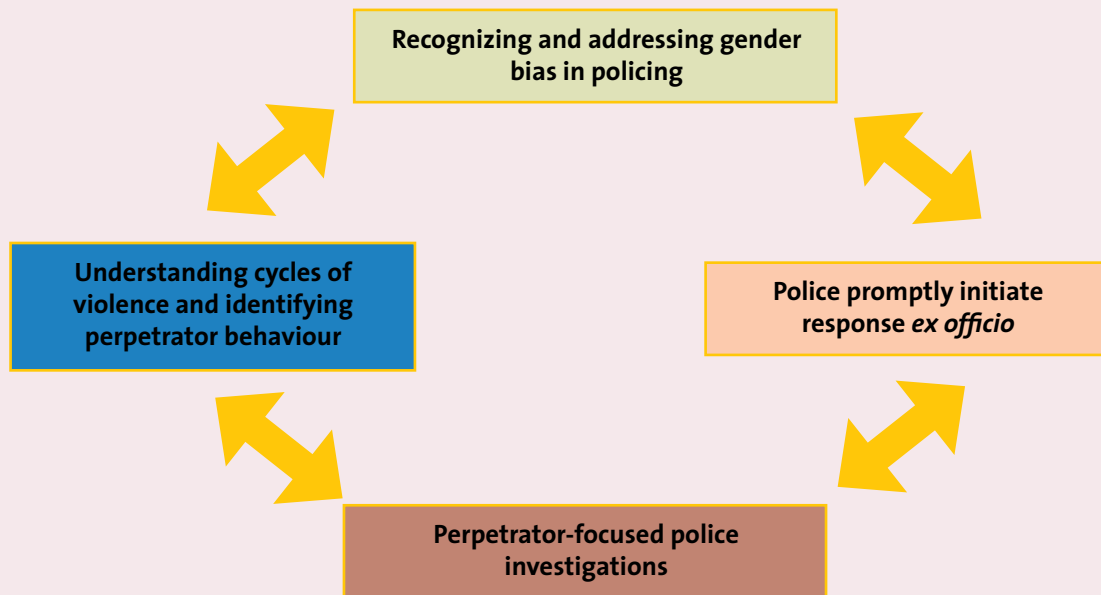 Recognizing and addressing gender
bias in policing
Understanding cycles of
violence and identifying
perpetrator behaviour
Police promptly initiate
response ex officio
Perpetrator-focused police
investigations